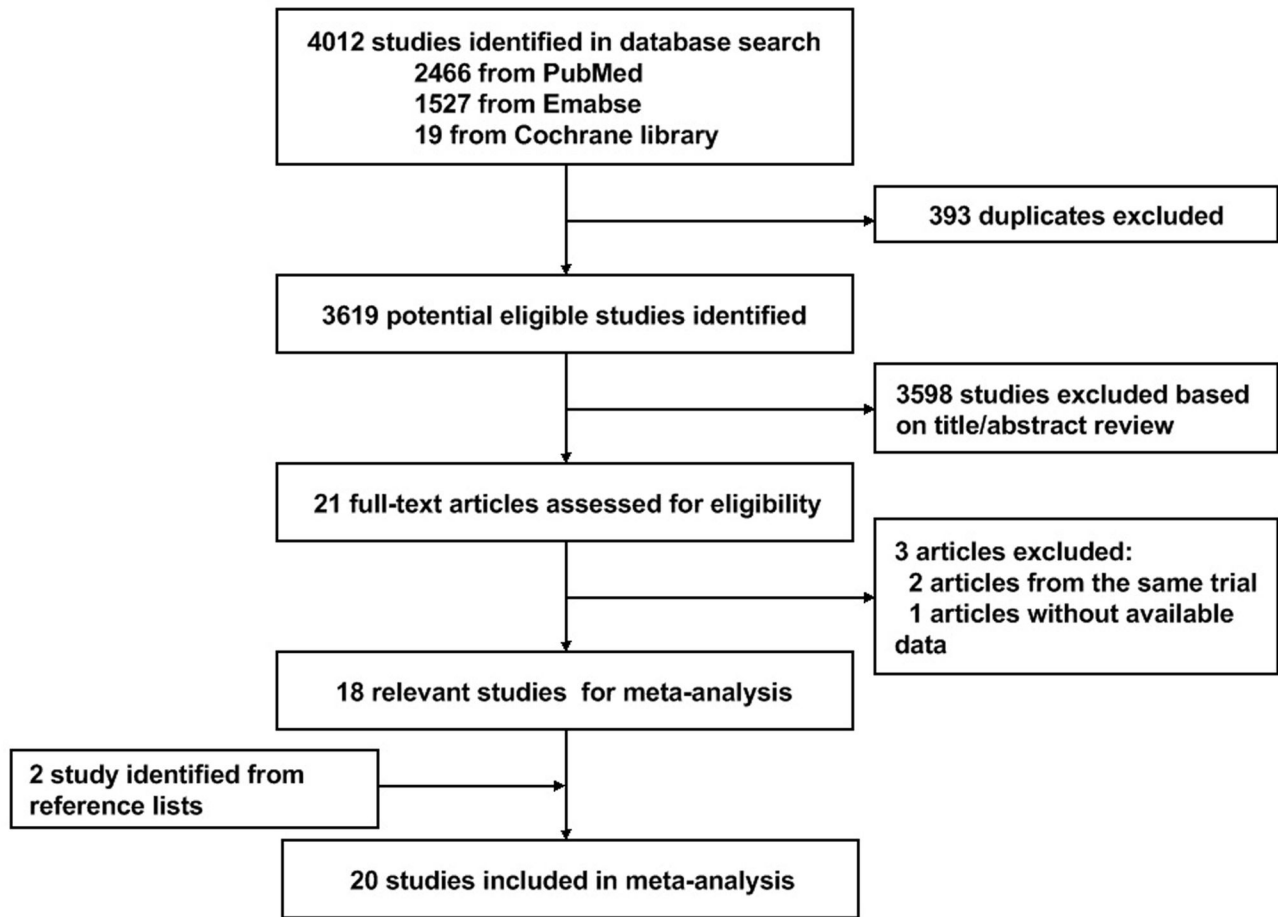 4012 studies identified in database search
2466 from PubMed
1527 from Emabse
19 from Cochrane library
393 duplicates excluded
3619 potential eligible studies identified
3598 studies excluded based
on title/abstract review
21 full-text articles assessed for eligibility
3 articles excluded:
2 articles from the same trial
1 articles without available
data
18 relevant studies for meta-analysis
2 study identified from
reference lists
20 studies included in meta-analysis